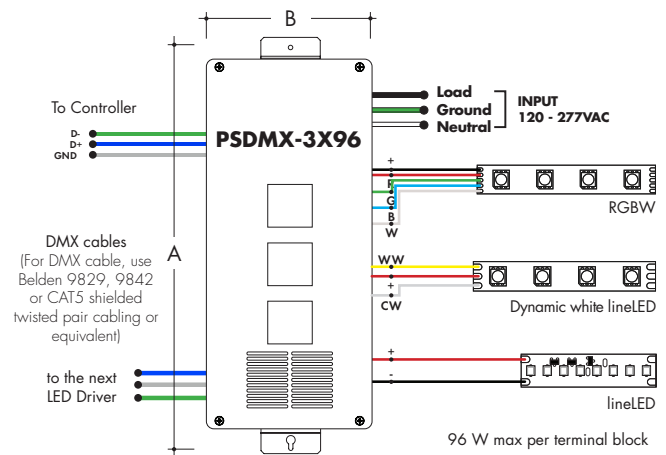 B
A
To Controller
D-
D+
GND
PSDMX-3X96
Load
Ground
Neutral
INPUT
120 - 277VAC
+
R
G
B
W
RGBW
DMX cables
(For DMX cable, use
Belden 9829, 9842
or CAT5 shielded
twisted pair cabling or
equivalent)
WW
+
CW
Dynamic white lineLED
to the next
LED Driver
+
-
lineLED
96 W max per terminal block